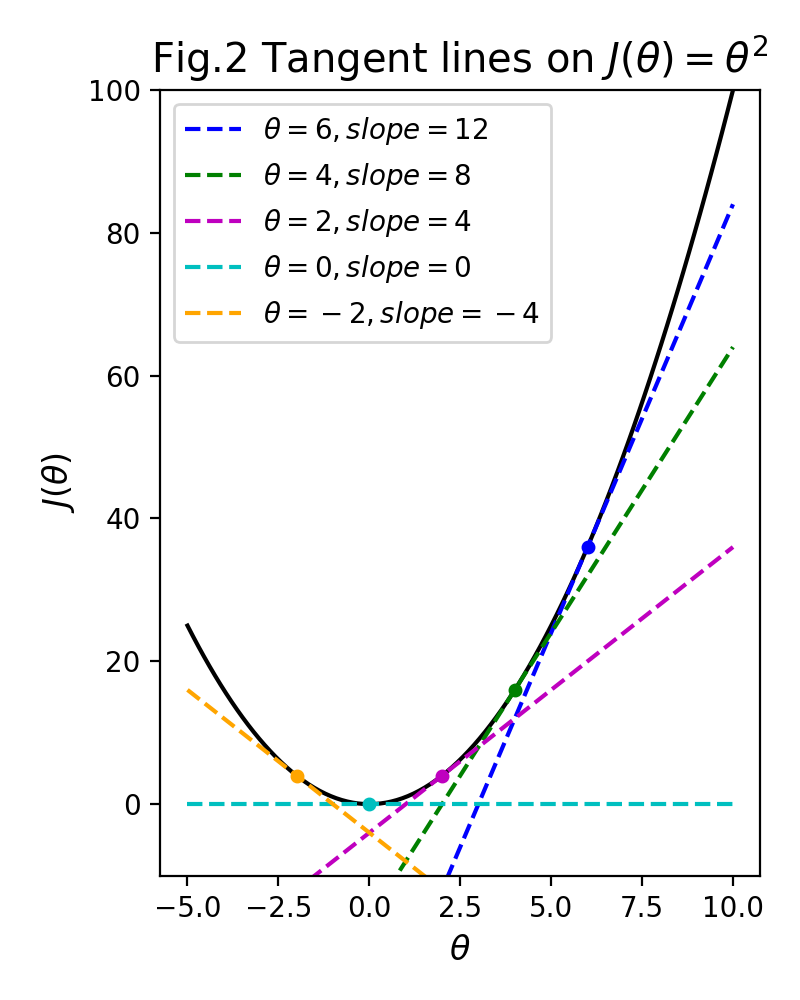 Fig.2 Tangent lines on J(θ) = θ²
100
80
60
40
20
0
J(θ)
θ = 6, slope = 12
θ = 4, slope = 8
θ = 2, slope = 4
θ = 0, slope = 0
θ = −2, slope = −4
−5.0 −2.5 0.0 2.5 5.0 7.5 10.0
θ